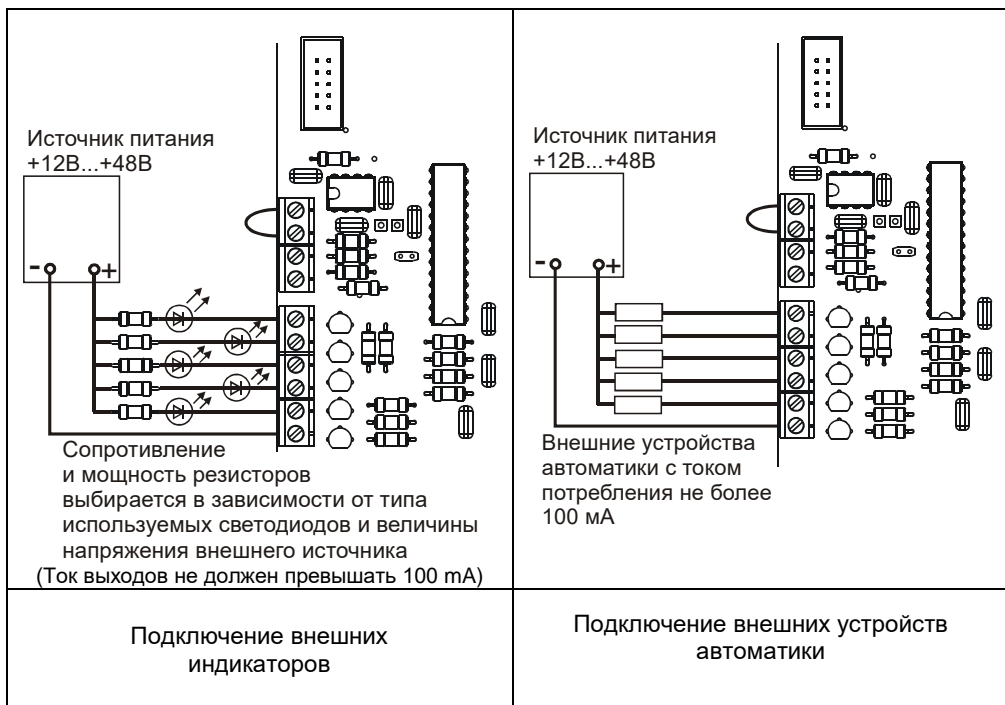 Источник питания
+12В...+48В
- +
Сопротивление
и мощность резисторов
выбирается в зависимости от типа
используемых светодиодов и величины
напряжения внешнего источника
(Ток выходов не должен превышать 100 mA)
Подключение внешних
индикаторов
Источник питания
+12В...+48В
- +
Внешние устройства
автоматики с током
потребления не более
100 мА
Подключение внешних устройств
автоматики